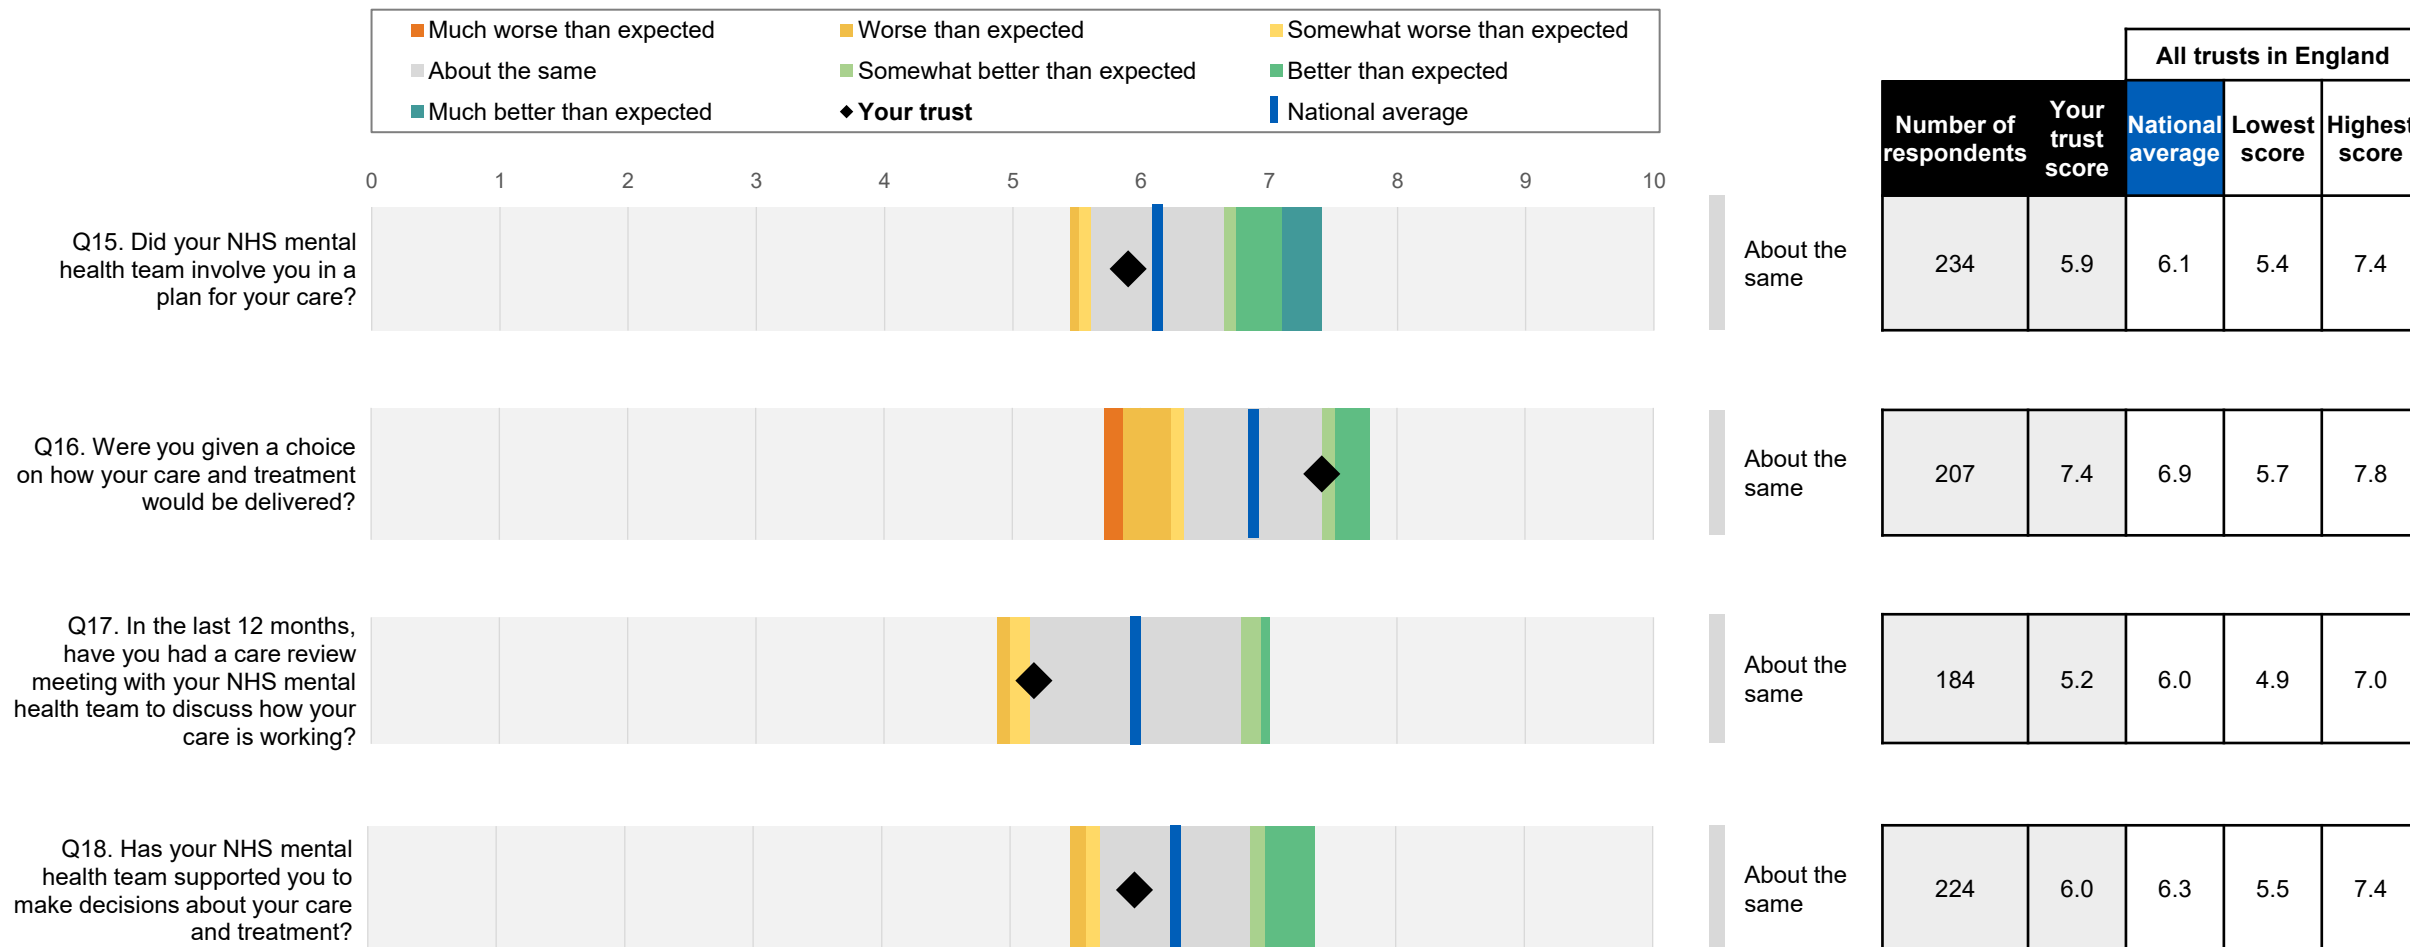 Much worse than expected
Worse than expected
Somewhat worse than expected
About the same
Somewhat better than expected
Better than expected
Much better than expected
Your trust
National average
All trusts in England
Number of
respondents
Your
trust
score
National
average
Lowest
score
Highest
score
0 1 2 3 4 5 6 7 8 9 10
Q15. Did your NHS mental
health team involve you in a
plan for your care?
About the
same
234 5.9 6.1 5.4 7.4
Q16. Were you given a choice
on how your care and treatment
would be delivered?
About the
same
207 7.4 6.9 5.7 7.8
Q17. In the last 12 months,
have you had a care review
meeting with your NHS mental
health team to discuss how your
care is working?
About the
same
184 5.2 6.0 4.9 7.0
Q18. Has your NHS mental
health team supported you to
make decisions about your care
and treatment?
About the
same
224 6.0 6.3 5.5 7.4